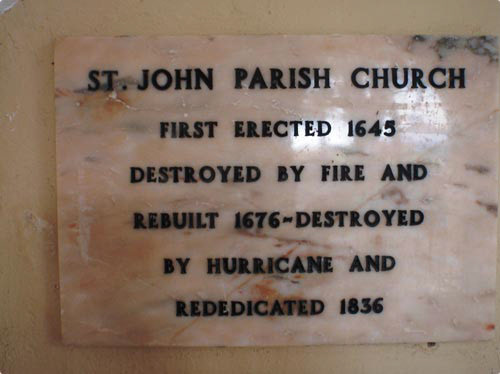 ST. JOHN PARISH CHURCH
FIRST ERECTED 1645
DESTROYED BY FIRE AND
REBUILT 1676~DESTROYED
BY HURRICANE AND
REDEDICATED 1836